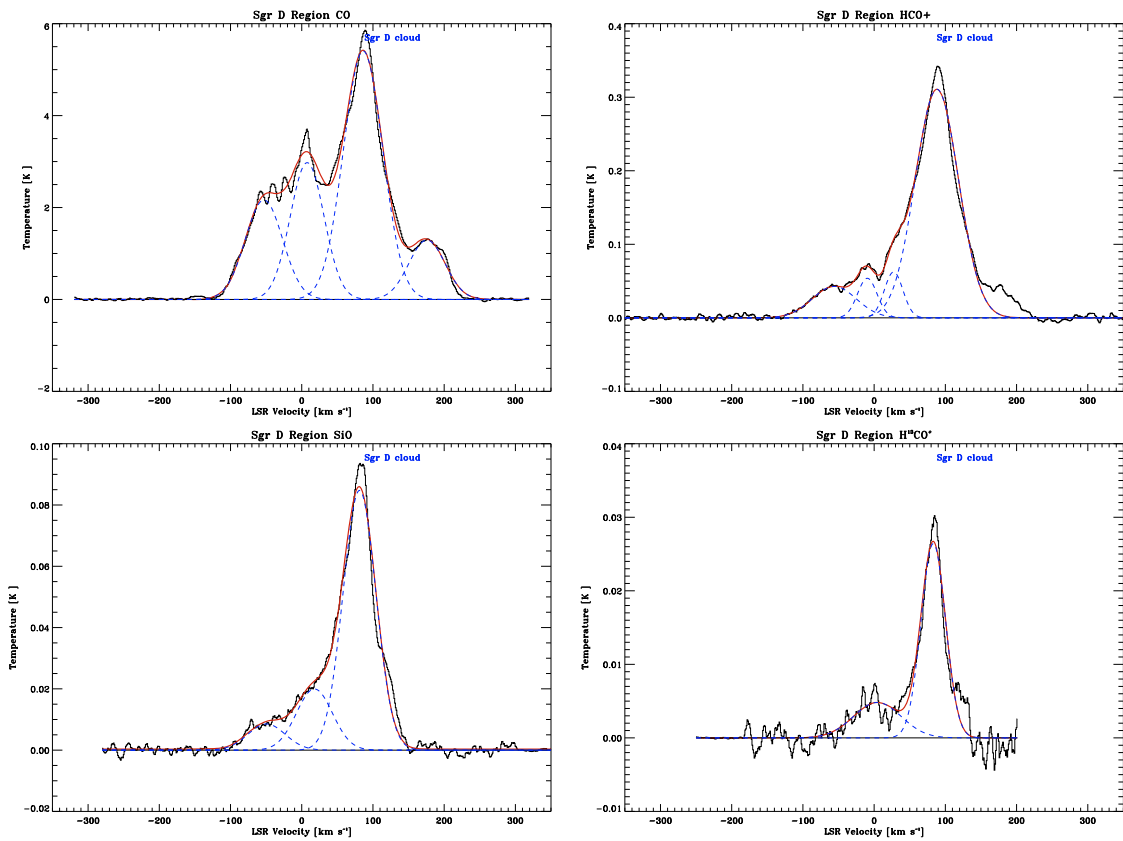 Sgr D Region CO
Sgr D cloud
6
4
2
0
-2
Temperature [K ]
-300 -200 -100 0 100 200 300
LSR Velocity [km s⁻¹]
Sgr D Region HCO+
Sgr D cloud
0.4
0.3
0.2
0.1
0.0
-0.1
Temperature [K ]
-300 -200 -100 0 100 200 300
LSR Velocity [km s⁻¹]
Sgr D Region SiO
Sgr D cloud
0.10
0.08
0.06
0.04
0.02
0.00
-0.02
Temperature [K ]
-300 -200 -100 0 100 200 300
LSR Velocity [km s⁻¹]
Sgr D Region H¹³CO⁺
Sgr D cloud
0.04
0.03
0.02
0.01
0.00
-0.01
Temperature [K ]
-300 -200 -100 0 100 200 300
LSR Velocity [km s⁻¹]